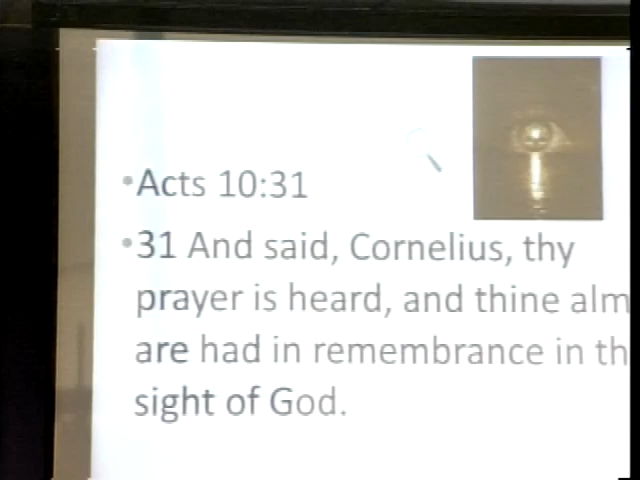 •Acts 10:31
•31 And said, Cornelius, thy
prayer is heard, and thine alm
are had in remembrance in th
sight of God.